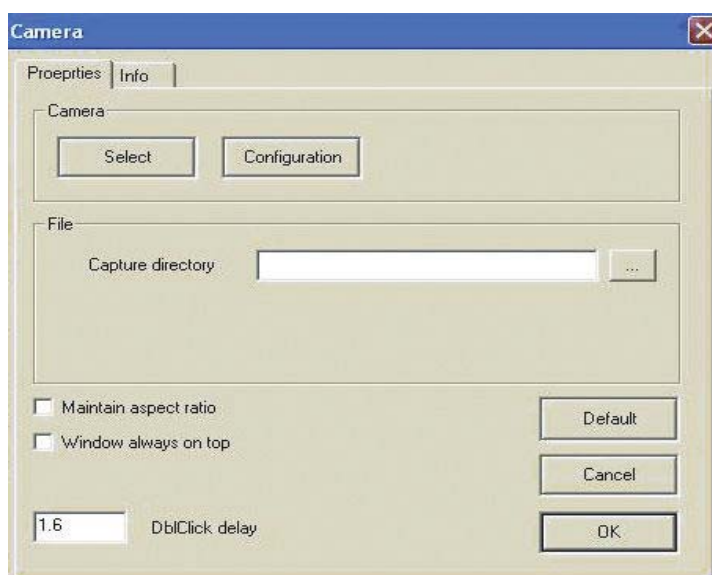 Camera
Proeprties Info
Camera
Select Configuration
File
Capture directory ...
Maintain aspect ratio
Window always on top
Default
Cancel
1.6 DblClick delay
OK